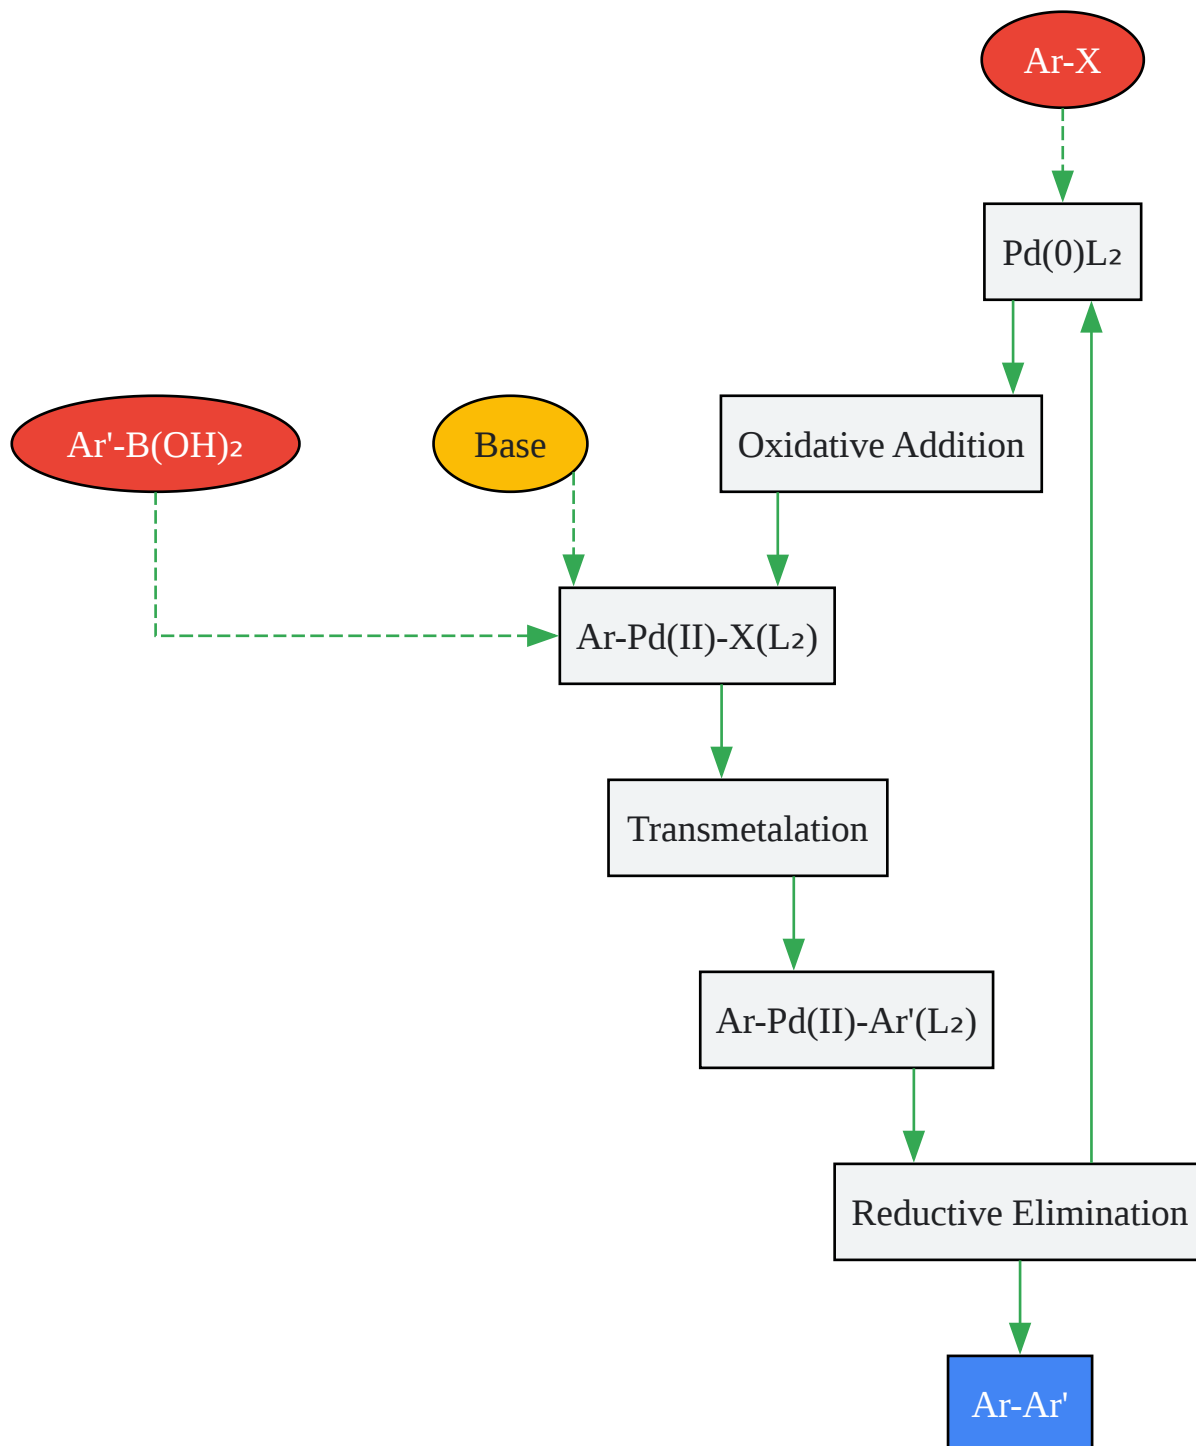 Ar-X
Pd(0)L₂
Ar'-B(OH)₂
Base
Oxidative Addition
Ar-Pd(II)-X(L₂)
Transmetalation
Ar-Pd(II)-Ar'(L₂)
Reductive Elimination
Ar-Ar'